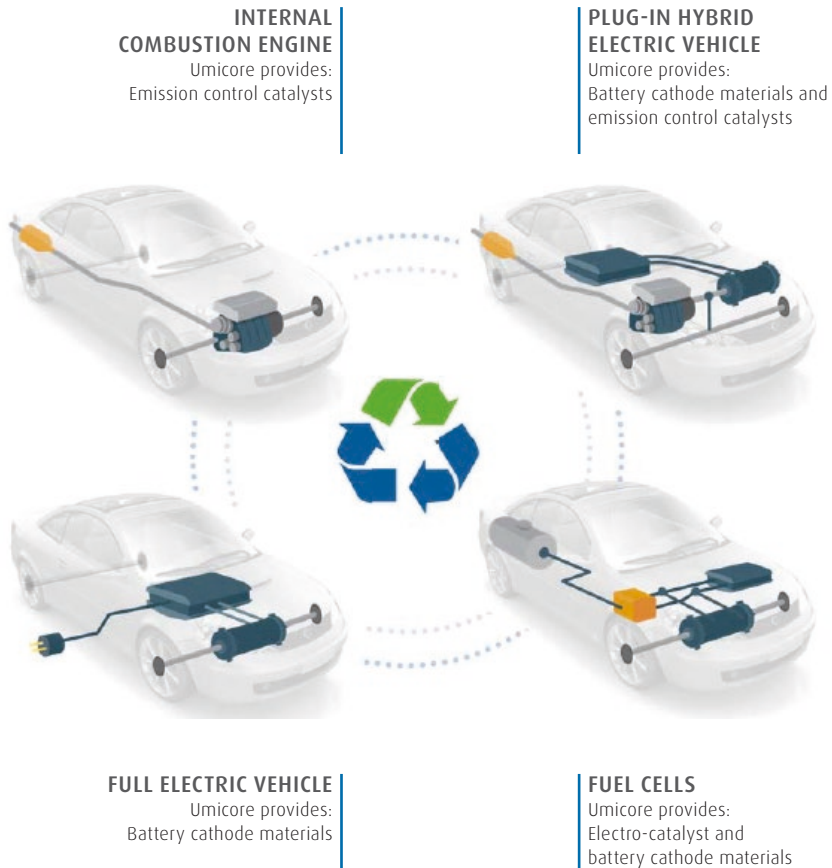 INTERNAL
COMBUSTION ENGINE
Umicore provides:
Emission control catalysts
PLUG-IN HYBRID
ELECTRIC VEHICLE
Umicore provides:
Battery cathode materials and
emission control catalysts
FULL ELECTRIC VEHICLE
Umicore provides:
Battery cathode materials
FUEL CELLS
Umicore provides:
Electro-catalyst and
battery cathode materials